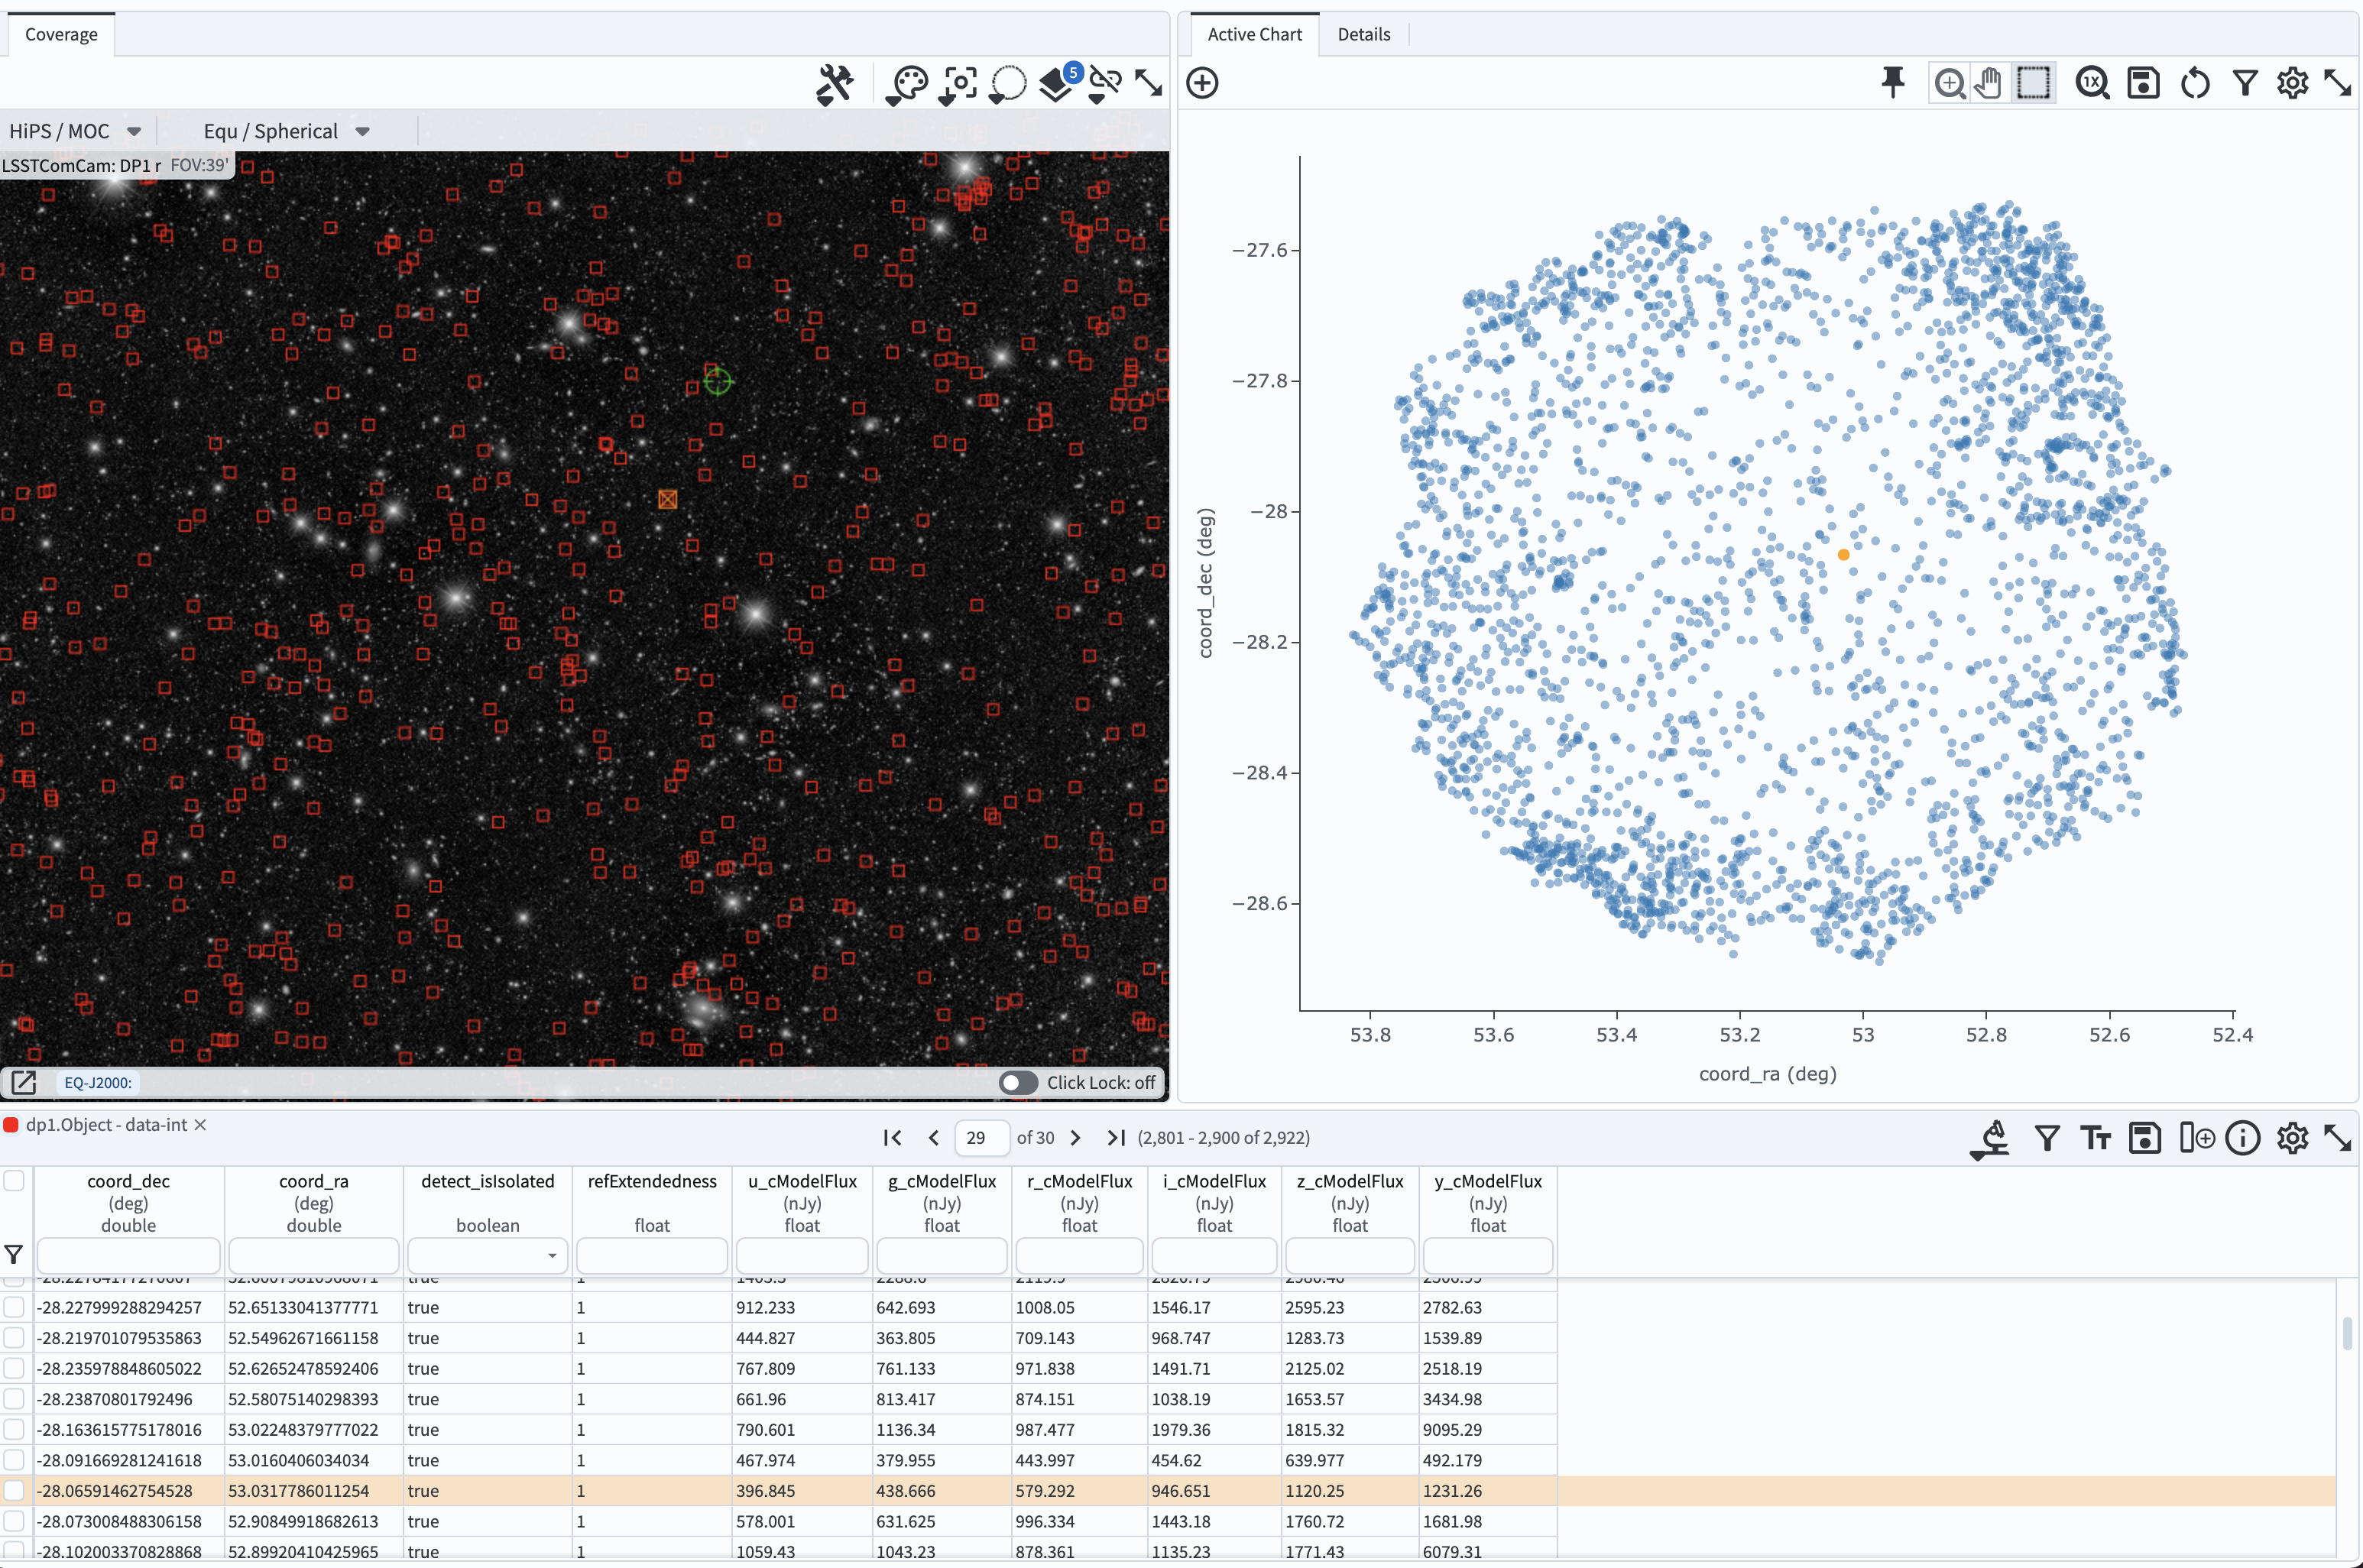 Coverage
Active Chart Details
5
1X
HiPS / MOC Equ / Spherical
LSSTComCam: DP1 r FOV:39'
−27.6
−27.8
−28
−28.2
−28.4
−28.6
coord_dec (deg)
53.8 53.6 53.4 53.2 53 52.8 52.6 52.4
coord_ra (deg)
EQ-J2000: Click Lock: off
dp1.Object - data-int ×
29 of 30 (2,801 - 2,900 of 2,922)
coord_dec coord_ra detect_isIsolated refExtendedness u_cModelFlux g_cModelFlux r_cModelFlux i_cModelFlux z_cModelFlux y_cModelFlux
(deg) (deg) (nJy) (nJy) (nJy) (nJy) (nJy) (nJy)
double double boolean float float float float float float float
-28.227999288294257 52.65133041377771 true 1 912.233 642.693 1008.05 1546.17 2595.23 2782.63
-28.219701079535863 52.54962671661158 true 1 444.827 363.805 709.143 968.747 1283.73 1539.89
-28.235978848605022 52.62652478592406 true 1 767.809 761.133 971.838 1491.71 2125.02 2518.19
-28.23870801792496 52.58075140298393 true 1 661.96 813.417 874.151 1038.19 1653.57 3434.98
-28.163615775178016 53.02248379777022 true 1 790.601 1136.34 987.477 1979.36 1815.32 9095.29
-28.091669281241618 53.0160406034034 true 1 467.974 379.955 443.997 454.62 639.977 492.179
-28.06591462754528 53.0317786011254 true 1 396.845 438.666 579.292 946.651 1120.25 1231.26
-28.073008488306158 52.90849918682613 true 1 578.001 631.625 996.334 1443.18 1760.72 1681.98
-28.102003370828868 52.89920410425965 true 1 1059.43 1043.23 878.361 1135.23 1771.43 6079.31